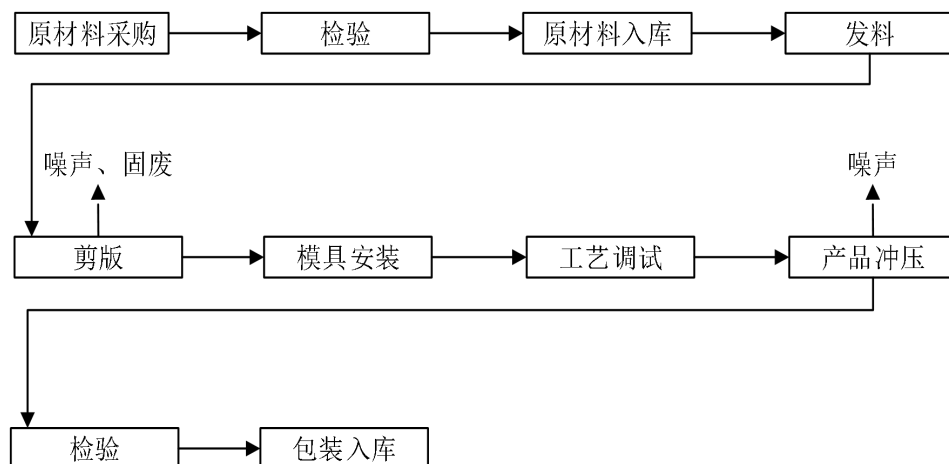 原材料采购
检验
原材料入库
发料
噪声、固废
噪声
剪版
模具安装
工艺调试
产品冲压
检验
包装入库